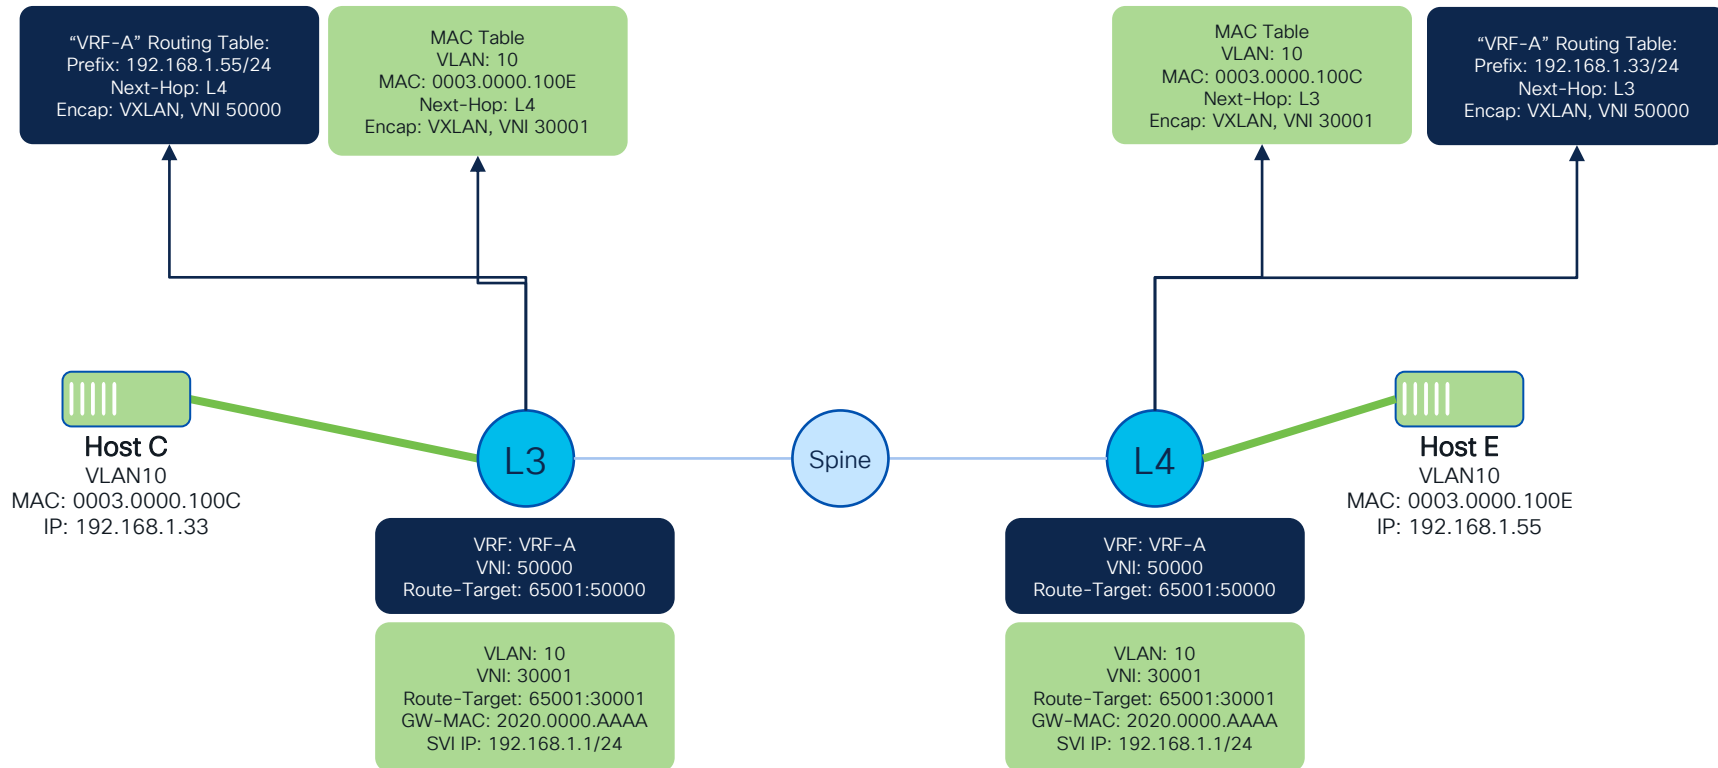 “VRF-A” Routing Table:
Prefix: 192.168.1.55/24
Next-Hop: L4
Encap: VXLAN, VNI 50000
MAC Table
VLAN: 10
MAC: 0003.0000.100E
Next-Hop: L4
Encap: VXLAN, VNI 30001
MAC Table
VLAN: 10
MAC: 0003.0000.100C
Next-Hop: L3
Encap: VXLAN, VNI 30001
“VRF-A” Routing Table:
Prefix: 192.168.1.33/24
Next-Hop: L3
Encap: VXLAN, VNI 50000
Host C
VLAN10
MAC: 0003.0000.100C
IP: 192.168.1.33
L3
Spine
L4
Host E
VLAN10
MAC: 0003.0000.100E
IP: 192.168.1.55
VRF: VRF-A
VNI: 50000
Route-Target: 65001:50000
VLAN: 10
VNI: 30001
Route-Target: 65001:30001
GW-MAC: 2020.0000.AAAA
SVI IP: 192.168.1.1/24
VRF: VRF-A
VNI: 50000
Route-Target: 65001:50000
VLAN: 10
VNI: 30001
Route-Target: 65001:30001
GW-MAC: 2020.0000.AAAA
SVI IP: 192.168.1.1/24